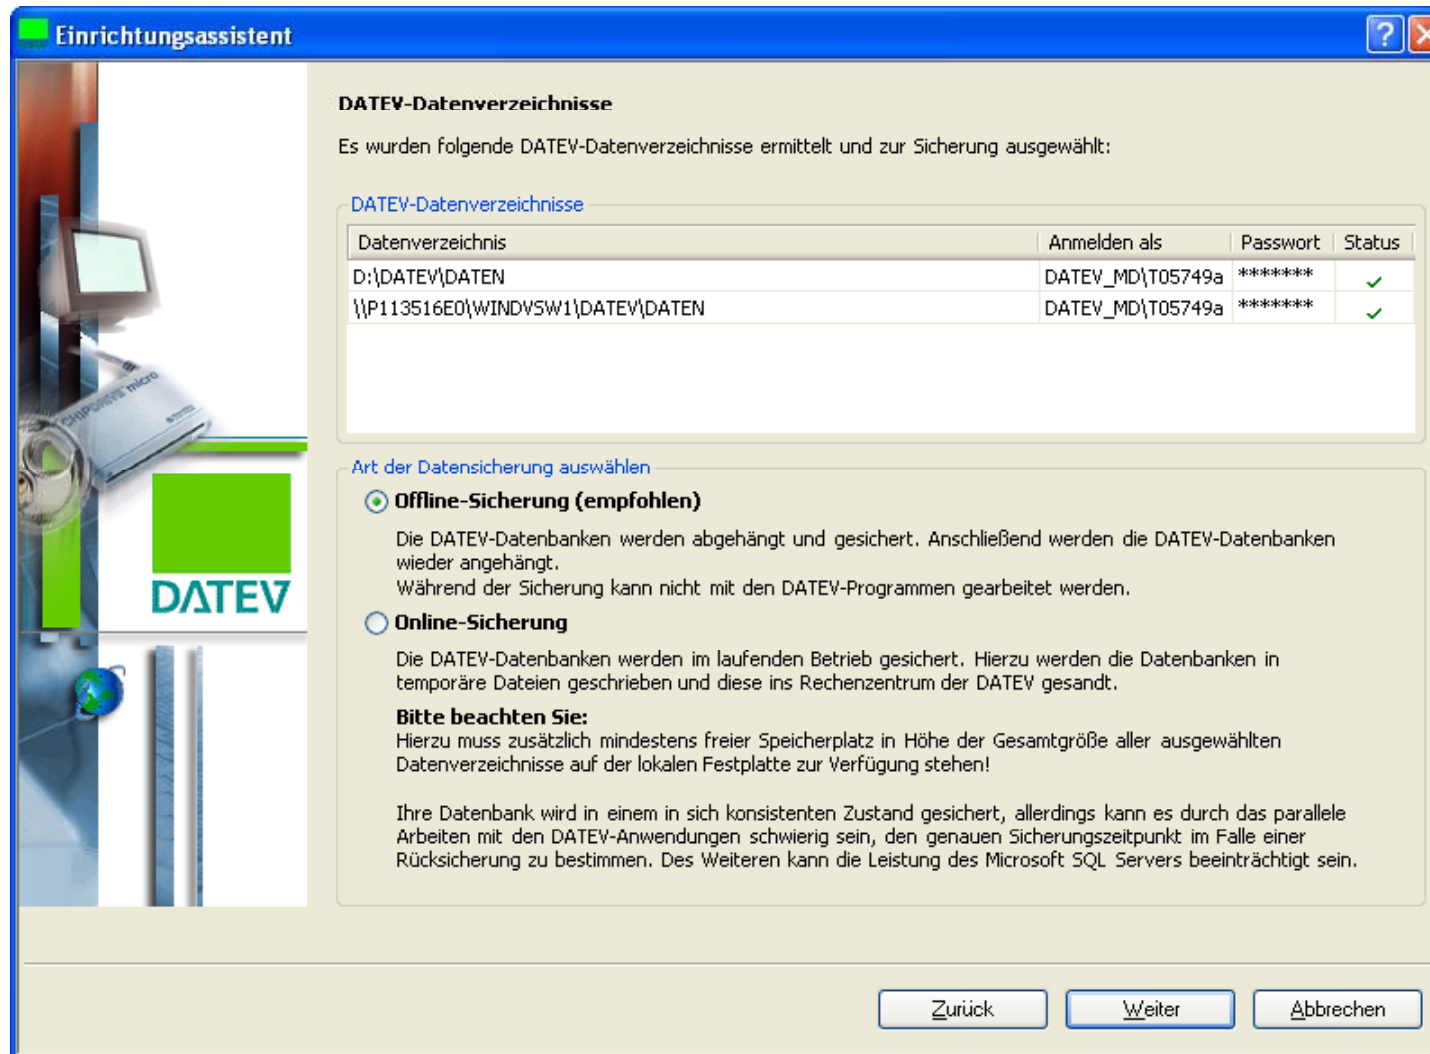 Einrichtungsassistent
DATEV-Datenverzeichnisse
Es wurden folgende DATEV-Datenverzeichnisse ermittelt und zur Sicherung ausgewählt:
DATEV-Datenverzeichnisse
Datenverzeichnis Anmelden als Passwort Status
D:\DATEV\DATEN DATEV_MD\T05749a *******
\\P113516E0\WINDVSW1\DATEV\DATEN DATEV_MD\T05749a *******
CHIPDRIVE micro
Art der Datensicherung auswählen
Offline-Sicherung (empfohlen)
Die DATEV-Datenbanken werden abgehängt und gesichert. Anschließend werden die DATEV-Datenbanken
wieder angehängt.
Während der Sicherung kann nicht mit den DATEV-Programmen gearbeitet werden.
DATEV
Online-Sicherung
Die DATEV-Datenbanken werden im laufenden Betrieb gesichert. Hierzu werden die Datenbanken in
temporäre Dateien geschrieben und diese ins Rechenzentrum der DATEV gesandt.
Bitte beachten Sie:
Hierzu muss zusätzlich mindestens freier Speicherplatz in Höhe der Gesamtgröße aller ausgewählten
Datenverzeichnisse auf der lokalen Festplatte zur Verfügung stehen!
Ihre Datenbank wird in einem in sich konsistenten Zustand gesichert, allerdings kann es durch das parallele
Arbeiten mit den DATEV-Anwendungen schwierig sein, den genauen Sicherungszeitpunkt im Falle einer
Rücksicherung zu bestimmen. Des Weiteren kann die Leistung des Microsoft SQL Servers beeinträchtigt sein.
Zurück Weiter Abbrechen